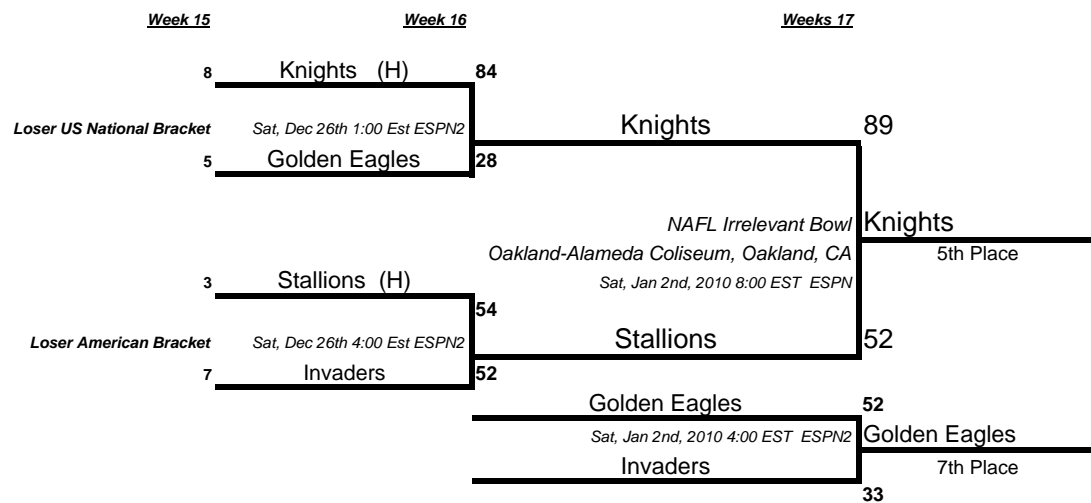 Week 15 Week 16 Weeks 17
8 Knights (H) 84
Loser US National Bracket Sat, Dec 26th 1:00 Est ESPN2 Knights 89
5 Golden Eagles 28
NAFL Irrelevant Bowl Knights
Oakland-Alameda Coliseum, Oakland, CA 5th Place
3 Stallions (H) Sat, Jan 2nd, 2010 8:00 EST ESPN
54
Loser American Bracket Sat, Dec 26th 4:00 Est ESPN2 Stallions 52
7 Invaders 52
Golden Eagles 52
Sat, Jan 2nd, 2010 4:00 EST ESPN2 Golden Eagles
Invaders 7th Place
33